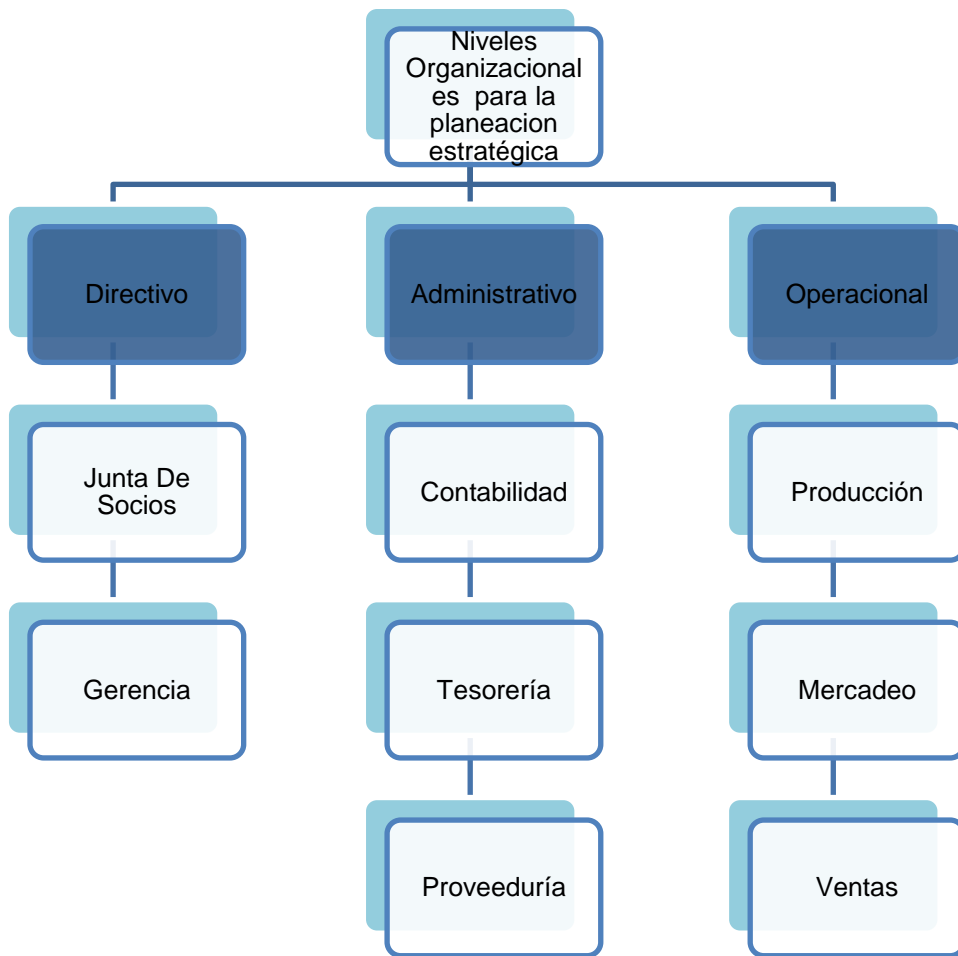 Niveles
Organizacional
es para la
planeacion
estratégica
Directivo
Administrativo
Operacional
Junta De
Socios
Contabilidad
Producción
Gerencia
Tesorería
Mercadeo
Proveeduría
Ventas